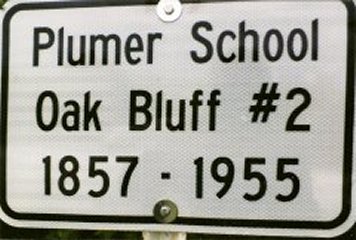 Plumer School
Oak Bluff #2
1857 - 1955